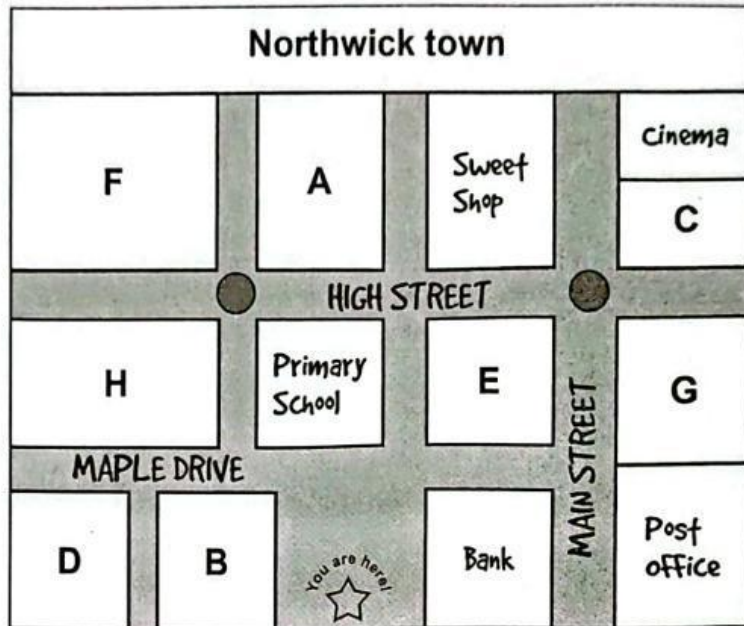 Northwick town
F
A
Sweet
Shop
Cinema
C
HIGH STREET
H
Primary
School
E
G
MAPLE DRIVE
MAIN STREET
D
B
You are here!
Bank
Post
office